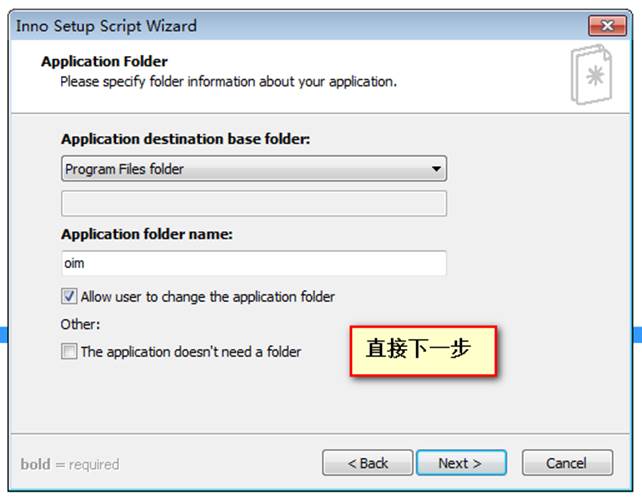 Inno Setup Script Wizard
Application Folder
Please specify folder information about your application.
Application destination base folder:
Program Files folder
Application folder name:
oim
Allow user to change the application folder
Other:
The application doesn't need a folder
直接下一步
bold = required
< Back
Next >
Cancel